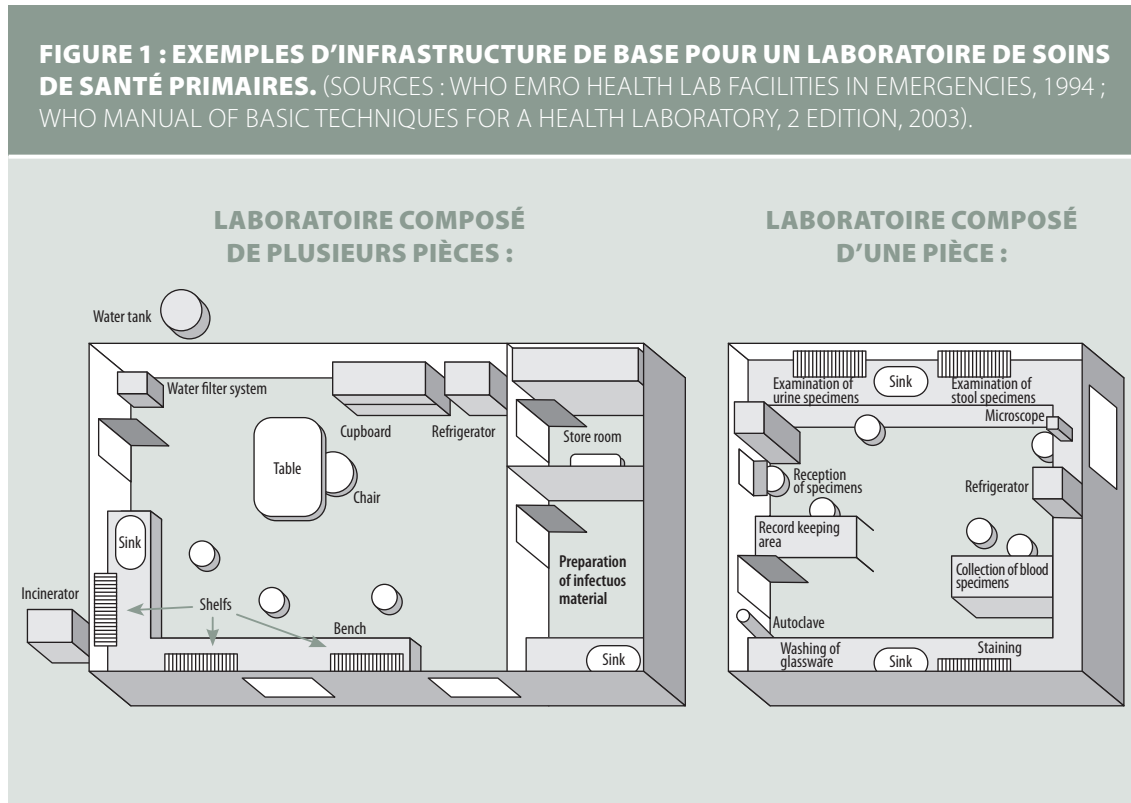 FIGURE 1 : EXEMPLES D'INFRASTRUCTURE DE BASE POUR UN LABORATOIRE DE SOINS
DE SANTÉ PRIMAIRES. (SOURCES : WHO EMRO HEALTH LAB FACILITIES IN EMERGENCIES, 1994 ;
WHO MANUAL OF BASIC TECHNIQUES FOR A HEALTH LABORATORY, 2 EDITION, 2003).
LABORATOIRE COMPOSÉ
DE PLUSIEURS PIÈCES :
Water tank
Water filter system
Cupboard
Refrigerator
Store room
Table
Chair
Sink
Preparation
of infectuos
material
Incinerator
Shelfs
Bench
Sink
LABORATOIRE COMPOSÉ
D'UNE PIÈCE :
Examination of
urine specimens
Sink
Examination of
stool specimens
Microscope
Reception
of specimens
Refrigerator
Record keeping
area
Collection of blood
specimens
Autoclave
Washing of
glassware
Sink
Staining